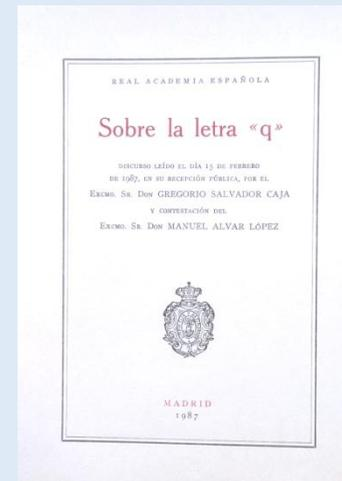 REAL ACADEMIA ESPAÑOLA
Sobre la letra «q»
DISCURSO LEÍDO EL DÍA 15 DE FEBRERO
DE 1987, EN SU RECEPCIÓN PÚBLICA, POR EL
EXCMO. SR. DON GREGORIO SALVADOR CAJA
Y CONTESTACIÓN DEL
EXCMO. SR. DON MANUEL ALVAR LÓPEZ
MADRID
1987